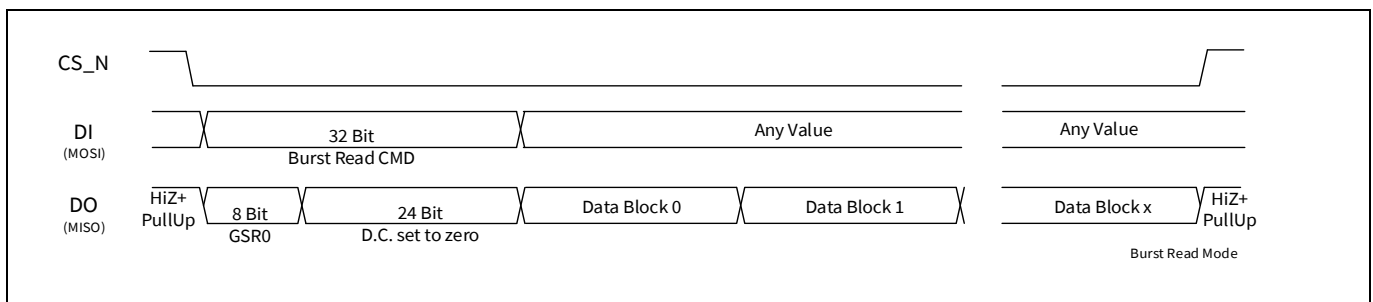 CS_N
DI
(MOSI)
32 Bit
Burst Read CMD
Any Value
Any Value
DO
(MISO)
HiZ+
PullUp
8 Bit
GSR0
24 Bit
D.C. set to zero
Data Block 0
Data Block 1
Data Block x
HiZ+
PullUp
Burst Read Mode